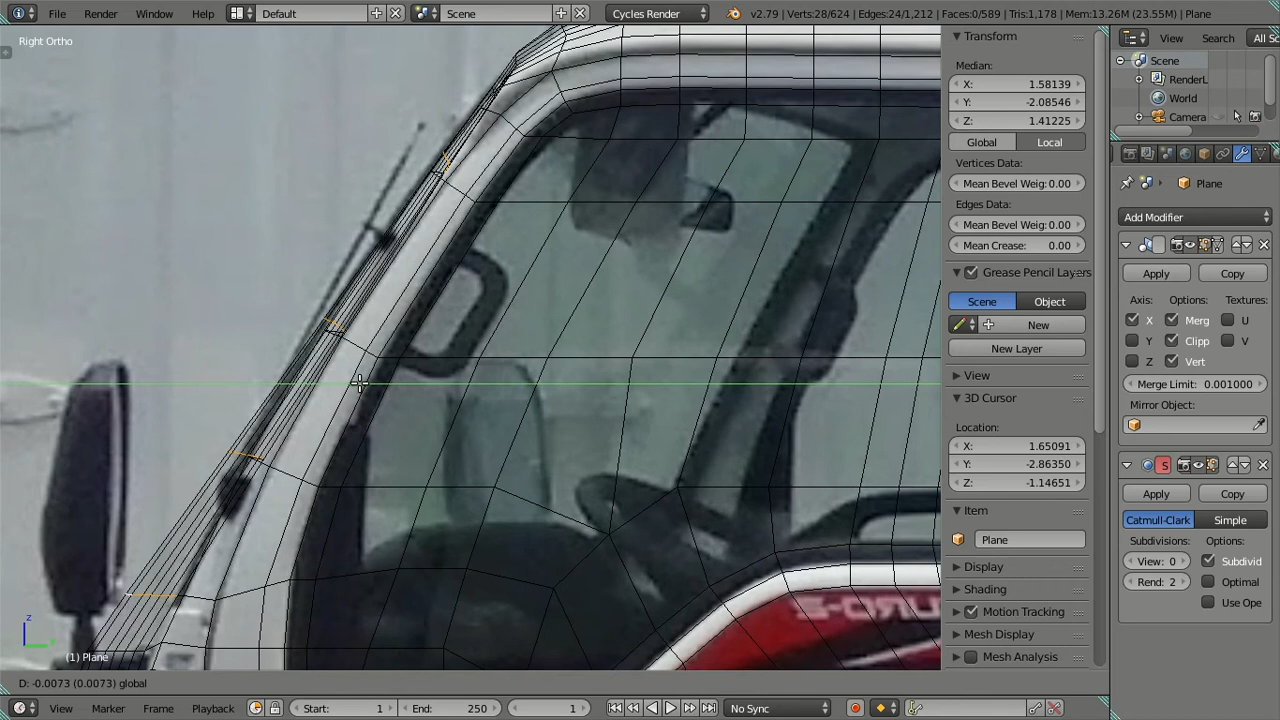 File Render Window Help Default Scene Cycles Render v2.79 | Verts:28/624 | Edges:24/1,212 | Faces:0/589 | Tris:1,178 | Mem:13.26M (23.55M) | Plane
Right Ortho
Transform
Median:
X: 1.58139
Y: -2.08546
Z: 1.41225
Global Local
Vertices Data:
Mean Bevel Weig: 0.00
Edges Data:
Mean Bevel Weig: 0.00
Mean Crease: 0.00
Grease Pencil Layers
Scene Object
New
New Layer
View
3D Cursor
Location:
X: 1.65091
Y: -2.86350
Z: -1.14651
Item
Plane
Display
Shading
Motion Tracking
Mesh Display
Mesh Analysis
View Search All Sc
Scene
RenderL
World
Camera
Plane
Add Modifier
Apply Copy
Axis: Options: Textures:
X Merg U
Y Clipp V
Z Vert
Merge Limit: 0.001000
Mirror Object:
S
Apply Copy
Catmull-Clark Simple
Subdivisions: Options:
View: 0 Subdivid
Rend: 2 Optimal
Use Ope
z
y
(1) Plane
D: -0.0073 (0.0073) global
View Marker Frame Playback Start: 1 End: 250 1 No Sync